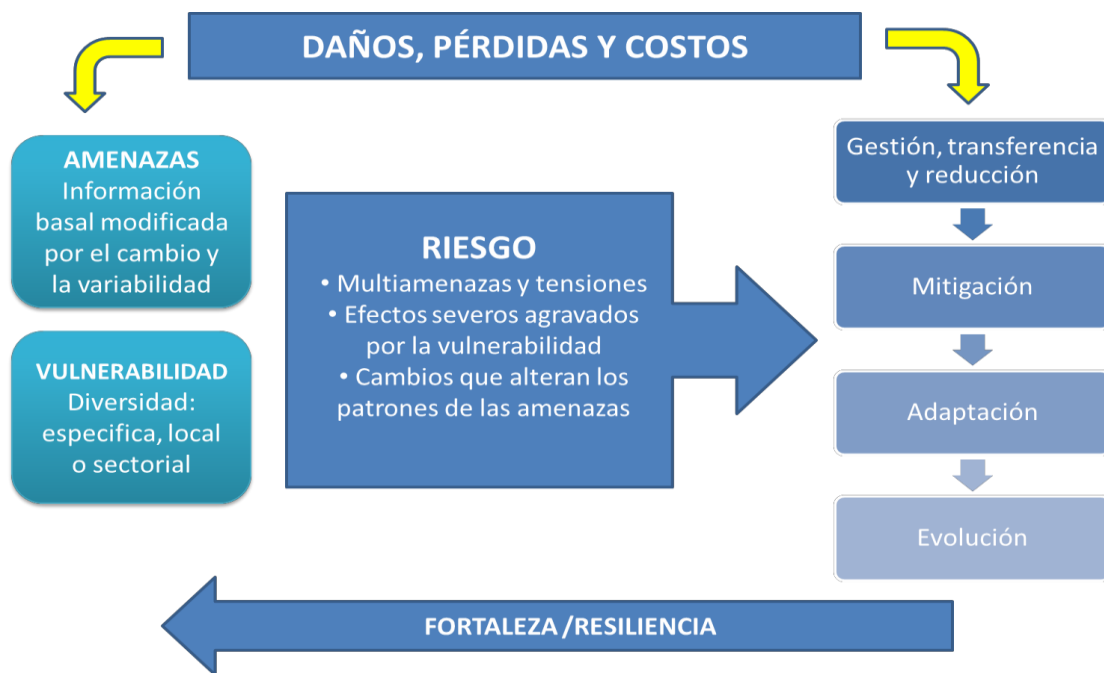 DAÑOS, PÉRDIDAS Y COSTOS
AMENAZAS
Información
basal modificada
por el cambio y
la variabilidad
VULNERABILIDAD
Diversidad:
especifica, local
o sectorial
RIESGO
• Multiamenazas y tensiones
• Efectos severos agravados
por la vulnerabilidad
• Cambios que alteran los
patrones de las amenazas
Gestión, transferencia
y reducción
Mitigación
Adaptación
Evolución
FORTALEZA /RESILIENCIA